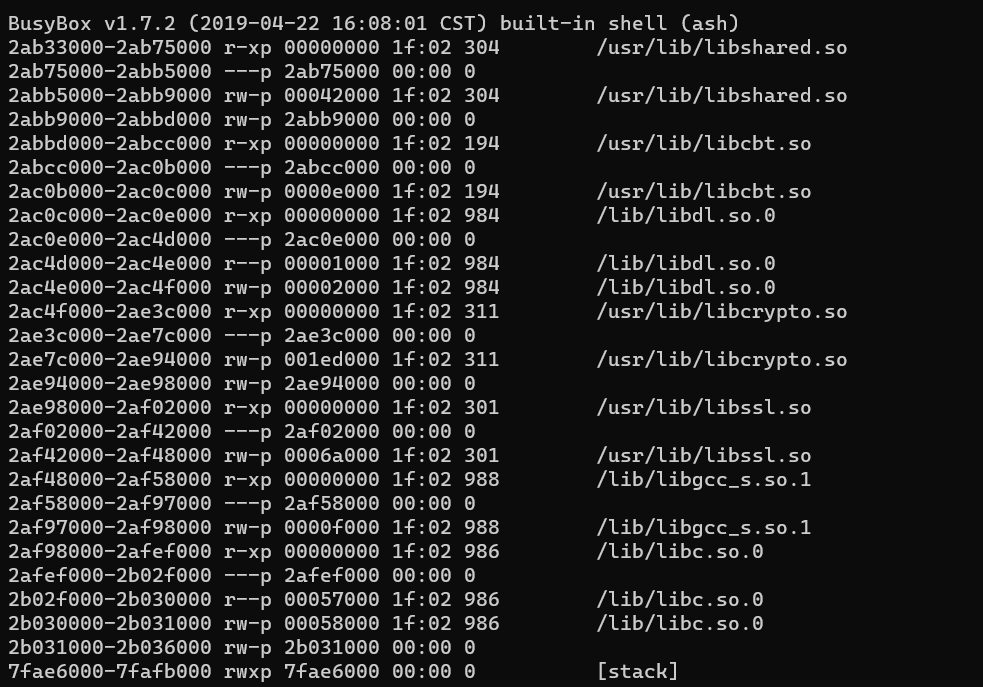 BusyBox v1.7.2 (2019-04-22 16:08:01 CST) built-in shell (ash)
2ab33000-2ab75000 r-xp 00000000 1f:02 304        /usr/lib/libshared.so
2ab75000-2abb5000 ---p 2ab75000 00:00 0
2abb5000-2abb9000 rw-p 00042000 1f:02 304        /usr/lib/libshared.so
2abb9000-2abbd000 rw-p 2abb9000 00:00 0
2abbd000-2abcc000 r-xp 00000000 1f:02 194        /usr/lib/libcbt.so
2abcc000-2ac0b000 ---p 2abcc000 00:00 0
2ac0b000-2ac0c000 rw-p 0000e000 1f:02 194        /usr/lib/libcbt.so
2ac0c000-2ac0e000 r-xp 00000000 1f:02 984        /lib/libdl.so.0
2ac0e000-2ac4d000 ---p 2ac0e000 00:00 0
2ac4d000-2ac4e000 r--p 00001000 1f:02 984        /lib/libdl.so.0
2ac4e000-2ac4f000 rw-p 00002000 1f:02 984        /lib/libdl.so.0
2ac4f000-2ae3c000 r-xp 00000000 1f:02 311        /usr/lib/libcrypto.so
2ae3c000-2ae7c000 ---p 2ae3c000 00:00 0
2ae7c000-2ae94000 rw-p 001ed000 1f:02 311        /usr/lib/libcrypto.so
2ae94000-2ae98000 rw-p 2ae94000 00:00 0
2ae98000-2af02000 r-xp 00000000 1f:02 301        /usr/lib/libssl.so
2af02000-2af42000 ---p 2af02000 00:00 0
2af42000-2af48000 rw-p 0006a000 1f:02 301        /usr/lib/libssl.so
2af48000-2af58000 r-xp 00000000 1f:02 988        /lib/libgcc_s.so.1
2af58000-2af97000 ---p 2af58000 00:00 0
2af97000-2af98000 rw-p 0000f000 1f:02 988        /lib/libgcc_s.so.1
2af98000-2afef000 r-xp 00000000 1f:02 986        /lib/libc.so.0
2afef000-2b02f000 ---p 2afef000 00:00 0
2b02f000-2b030000 r--p 00057000 1f:02 986        /lib/libc.so.0
2b030000-2b031000 rw-p 00058000 1f:02 986        /lib/libc.so.0
2b031000-2b036000 rw-p 2b031000 00:00 0
7fae6000-7fafb000 rwxp 7fae6000 00:00 0          [stack]